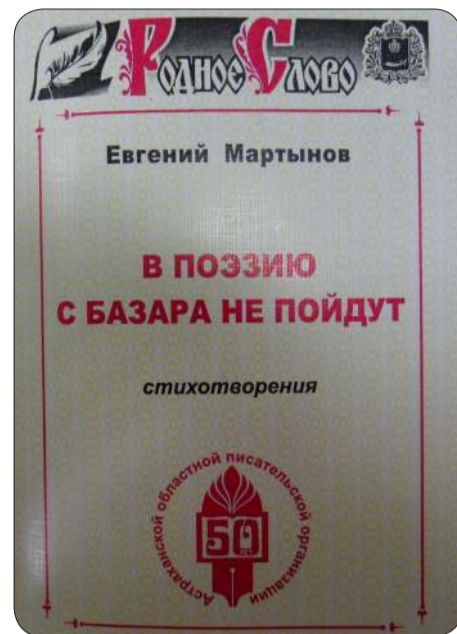 Родное Слово
Евгений Мартынов
В ПОЭЗИЮ
С БАЗАРА НЕ ПОЙДУТ
стихотворения
Астраханской областной писательской организации
50